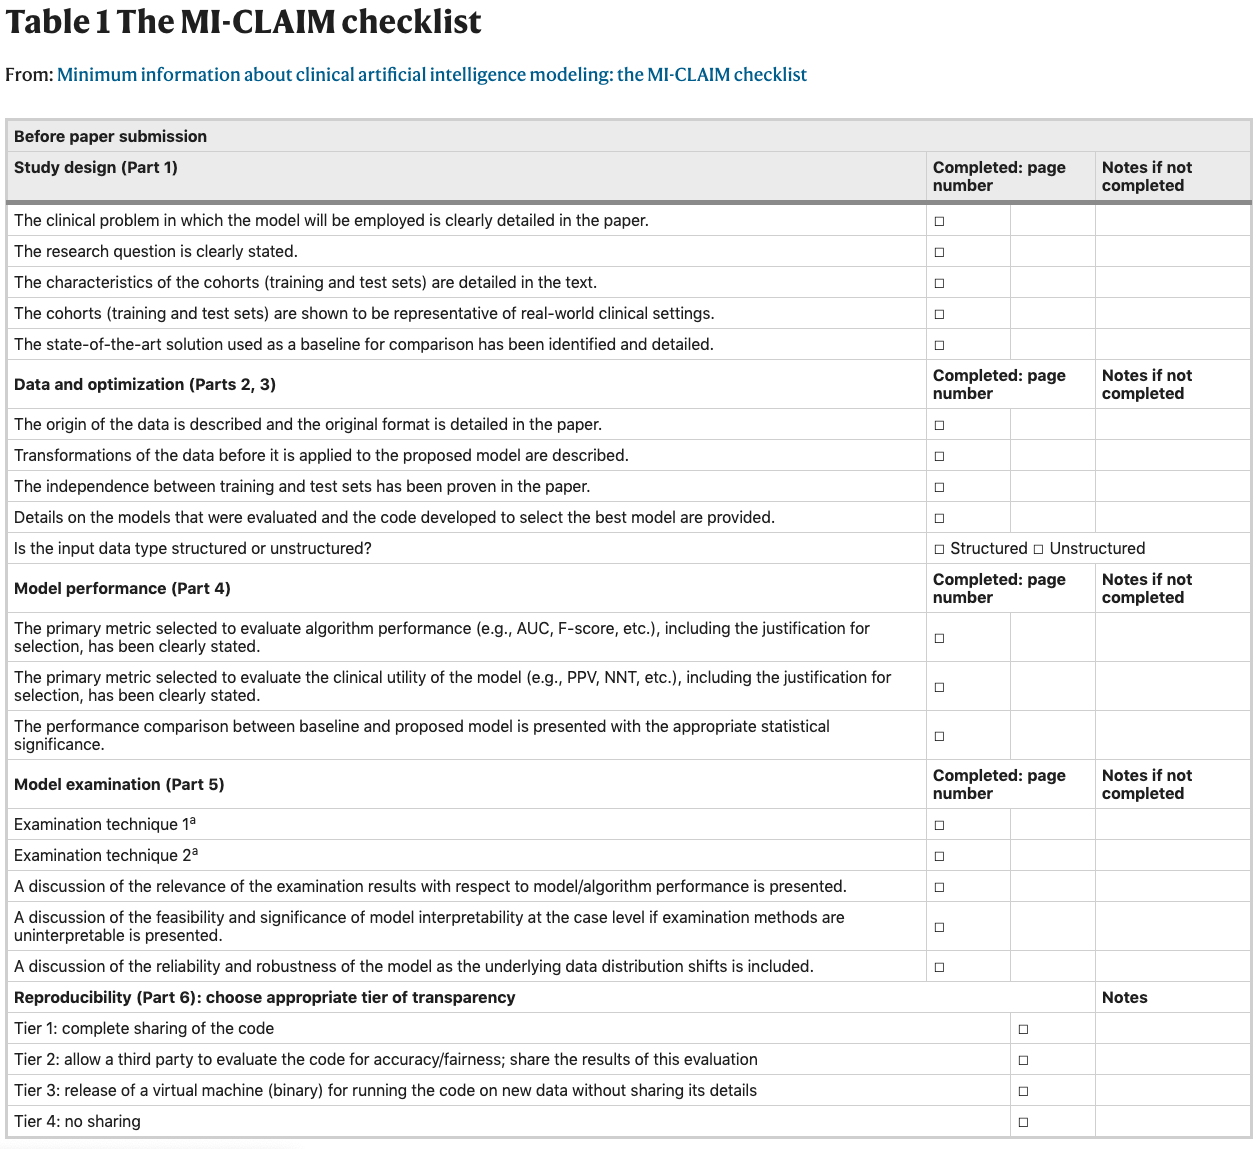 Table 1 The MI-CLAIM checklist
From: Minimum information about clinical artificial intelligence modeling: the MI-CLAIM checklist
Before paper submission
Study design (Part 1)
Completed: page
number
Notes if not
completed
The clinical problem in which the model will be employed is clearly detailed in the paper.
☐
The research question is clearly stated.
☐
The characteristics of the cohorts (training and test sets) are detailed in the text.
☐
The cohorts (training and test sets) are shown to be representative of real-world clinical settings.
☐
The state-of-the-art solution used as a baseline for comparison has been identified and detailed.
☐
Data and optimization (Parts 2, 3)
Completed: page
number
Notes if not
completed
The origin of the data is described and the original format is detailed in the paper.
☐
Transformations of the data before it is applied to the proposed model are described.
☐
The independence between training and test sets has been proven in the paper.
☐
Details on the models that were evaluated and the code developed to select the best model are provided.
☐
Is the input data type structured or unstructured?
☐ Structured ☐ Unstructured
Model performance (Part 4)
Completed: page
number
Notes if not
completed
The primary metric selected to evaluate algorithm performance (e.g., AUC, F-score, etc.), including the justification for
selection, has been clearly stated.
☐
The primary metric selected to evaluate the clinical utility of the model (e.g., PPV, NNT, etc.), including the justification for
selection, has been clearly stated.
☐
The performance comparison between baseline and proposed model is presented with the appropriate statistical
significance.
☐
Model examination (Part 5)
Completed: page
number
Notes if not
completed
Examination technique 1ª
☐
Examination technique 2ª
☐
A discussion of the relevance of the examination results with respect to model/algorithm performance is presented.
☐
A discussion of the feasibility and significance of model interpretability at the case level if examination methods are
uninterpretable is presented.
☐
A discussion of the reliability and robustness of the model as the underlying data distribution shifts is included.
☐
Reproducibility (Part 6): choose appropriate tier of transparency
Notes
Tier 1: complete sharing of the code
☐
Tier 2: allow a third party to evaluate the code for accuracy/fairness; share the results of this evaluation
☐
Tier 3: release of a virtual machine (binary) for running the code on new data without sharing its details
☐
Tier 4: no sharing
☐